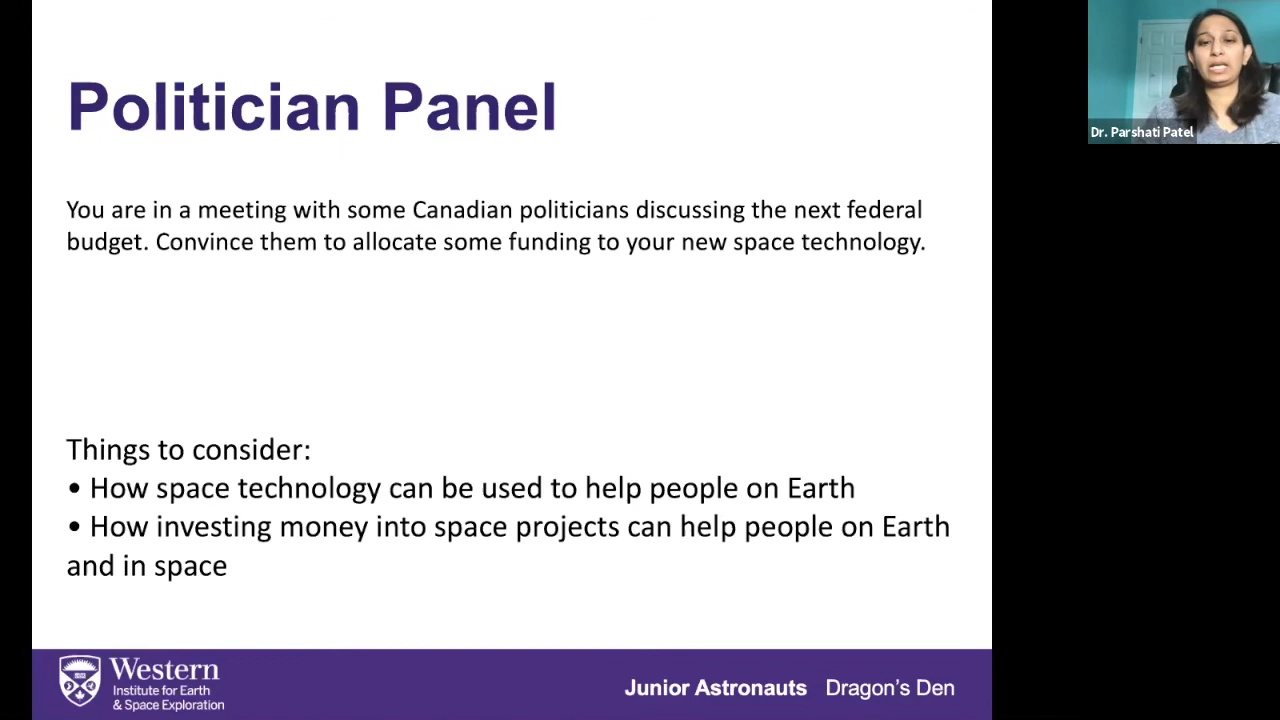 Politician Panel
You are in a meeting with some Canadian politicians discussing the next federal
budget. Convince them to allocate some funding to your new space technology.
Things to consider:
• How space technology can be used to help people on Earth
• How investing money into space projects can help people on Earth
and in space
Western
Institute for Earth
& Space Exploration
Junior Astronauts Dragon's Den
Dr. Parshati Patel